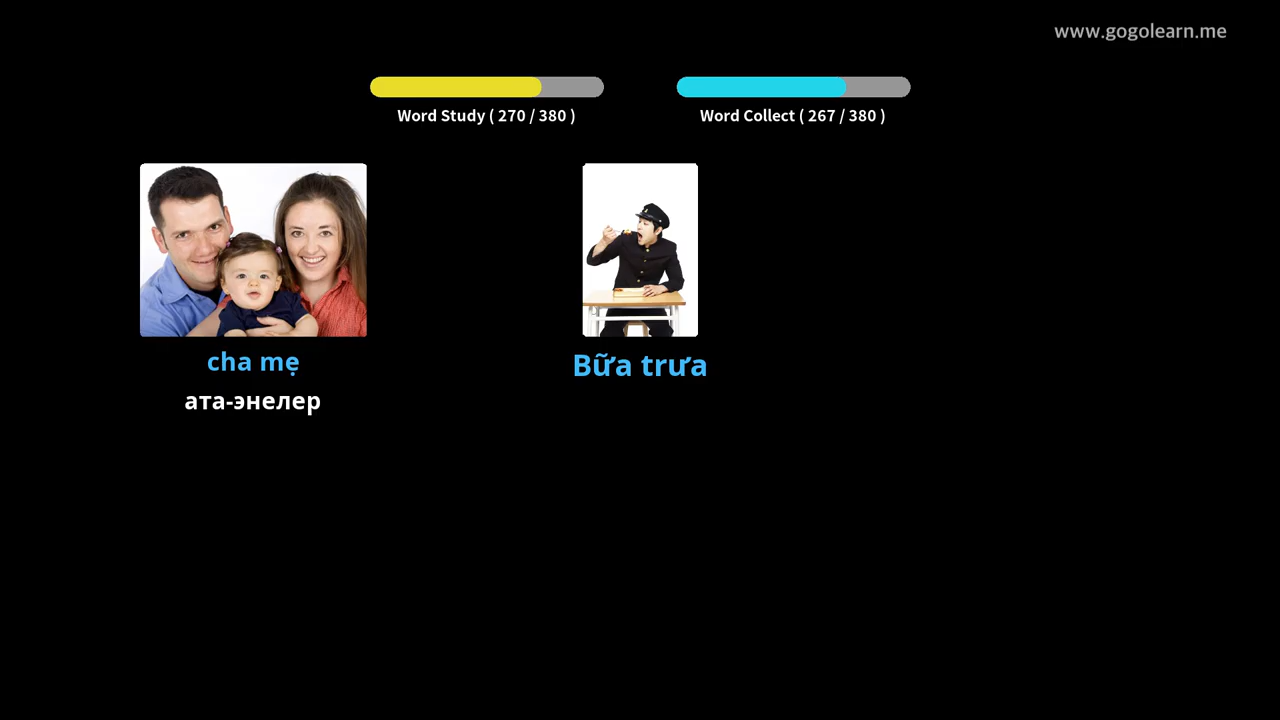 www.gogolearn.me
Word Study ( 270 / 380 )
Word Collect ( 267 / 380 )
cha mẹ
ата-энелер
Bữa trưa